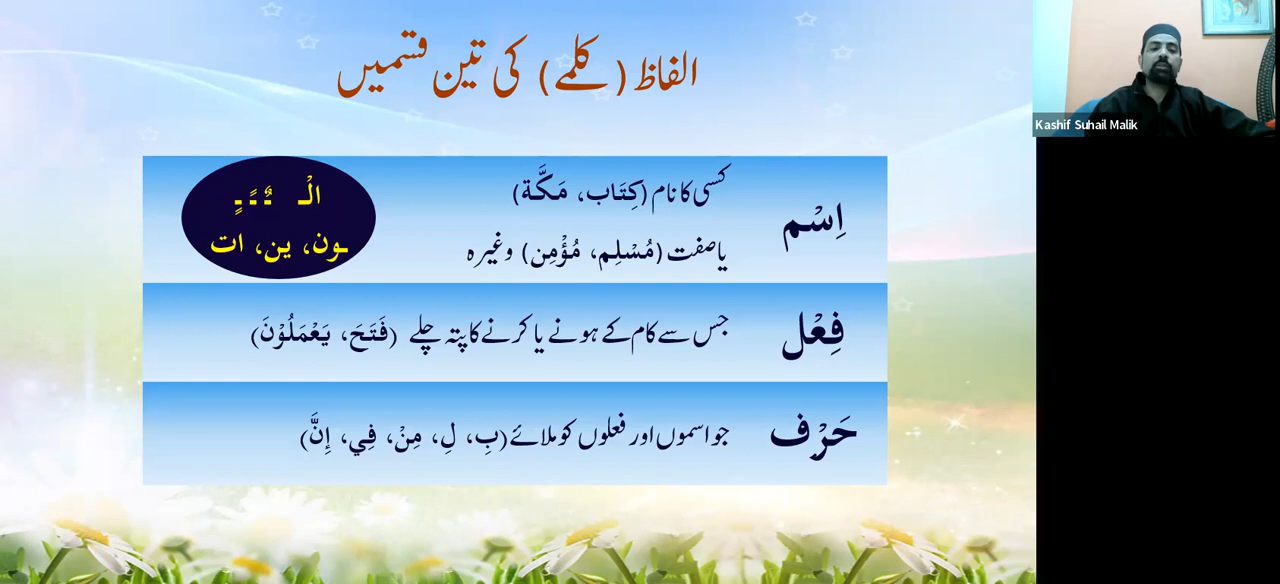 الفاظ (کلمے) کی تین قسمیں
Kashif Suhail Malik
اِسْم
کسی کا نام (كِتَاب، مَكَّة)
یا صفت (مُسْلِم، مُؤْمِن) وغیرہ
الْـ ـٌ ـً ـٍ
ـون، ين، ات
فِعْل
جس سے کام کے ہونے یا کرنے کا پتہ چلے (فَتَحَ، يَعْمَلُوْنَ)
حَرْف
جو اسموں اور فعلوں کو ملائے (بِ، لِ، مِنْ، فِي، إِنَّ)